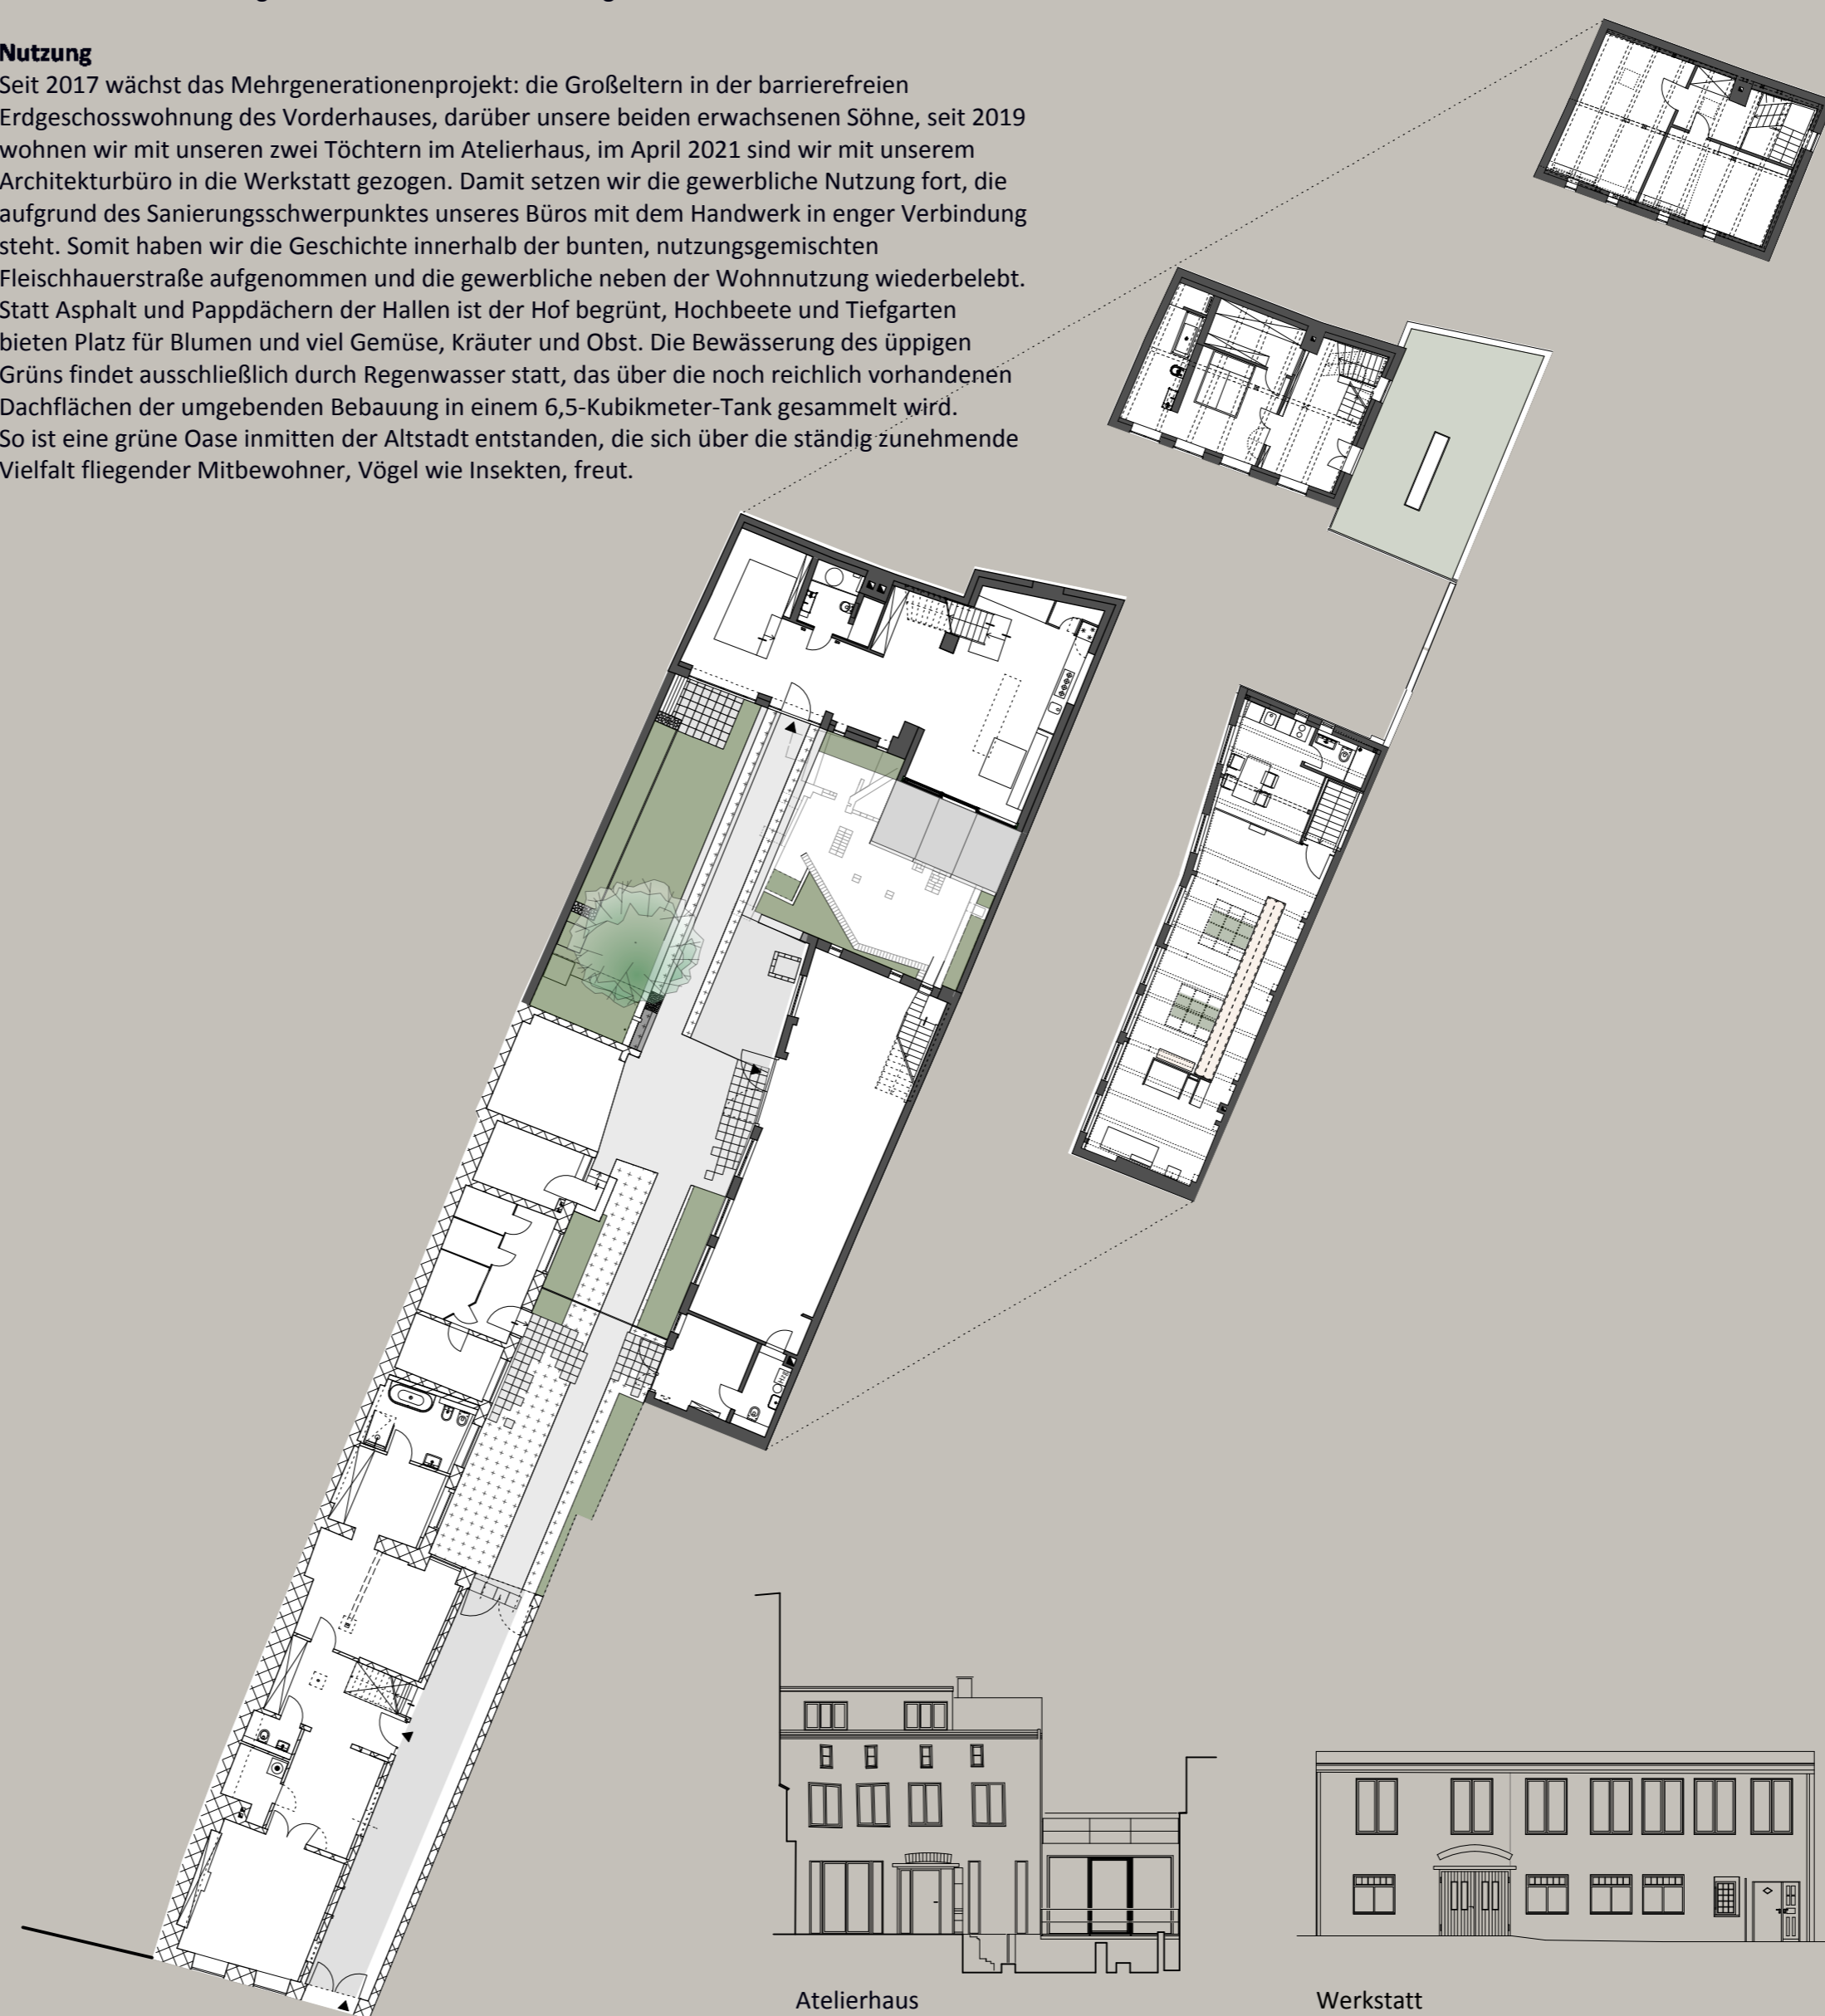 Nutzung
Seit 2017 wächst das Mehrgenerationenprojekt: die Großeltern in der barrierefreien
Erdgeschosswohnung des Vorderhauses, darüber unsere beiden erwachsenen Söhne, seit 2019
wohnen wir mit unseren zwei Töchtern im Atelierhaus, im April 2021 sind wir mit unserem
Architekturbüro in die Werkstatt gezogen. Damit setzen wir die gewerbliche Nutzung fort, die
aufgrund des Sanierungsschwerpunktes unseres Büros mit dem Handwerk in enger Verbindung
steht. Somit haben wir die Geschichte innerhalb der bunten, nutzungsgemischten
Fleischhauerstraße aufgenommen und die gewerbliche neben der Wohnnutzung wiederbelebt.
Statt Asphalt und Pappdächern der Hallen ist der Hof begrünt, Hochbeete und Tiefgarten
bieten Platz für Blumen und viel Gemüse, Kräuter und Obst. Die Bewässerung des üppigen
Grüns findet ausschließlich durch Regenwasser statt, das über die noch reichlich vorhandenen
Dachflächen der umgebenden Bebauung in einem 6,5-Kubikmeter-Tank gesammelt wird.
So ist eine grüne Oase inmitten der Altstadt entstanden, die sich über die ständig zunehmende
Vielfalt fliegender Mitbewohner, Vögel wie Insekten, freut.
Atelierhaus
Werkstatt